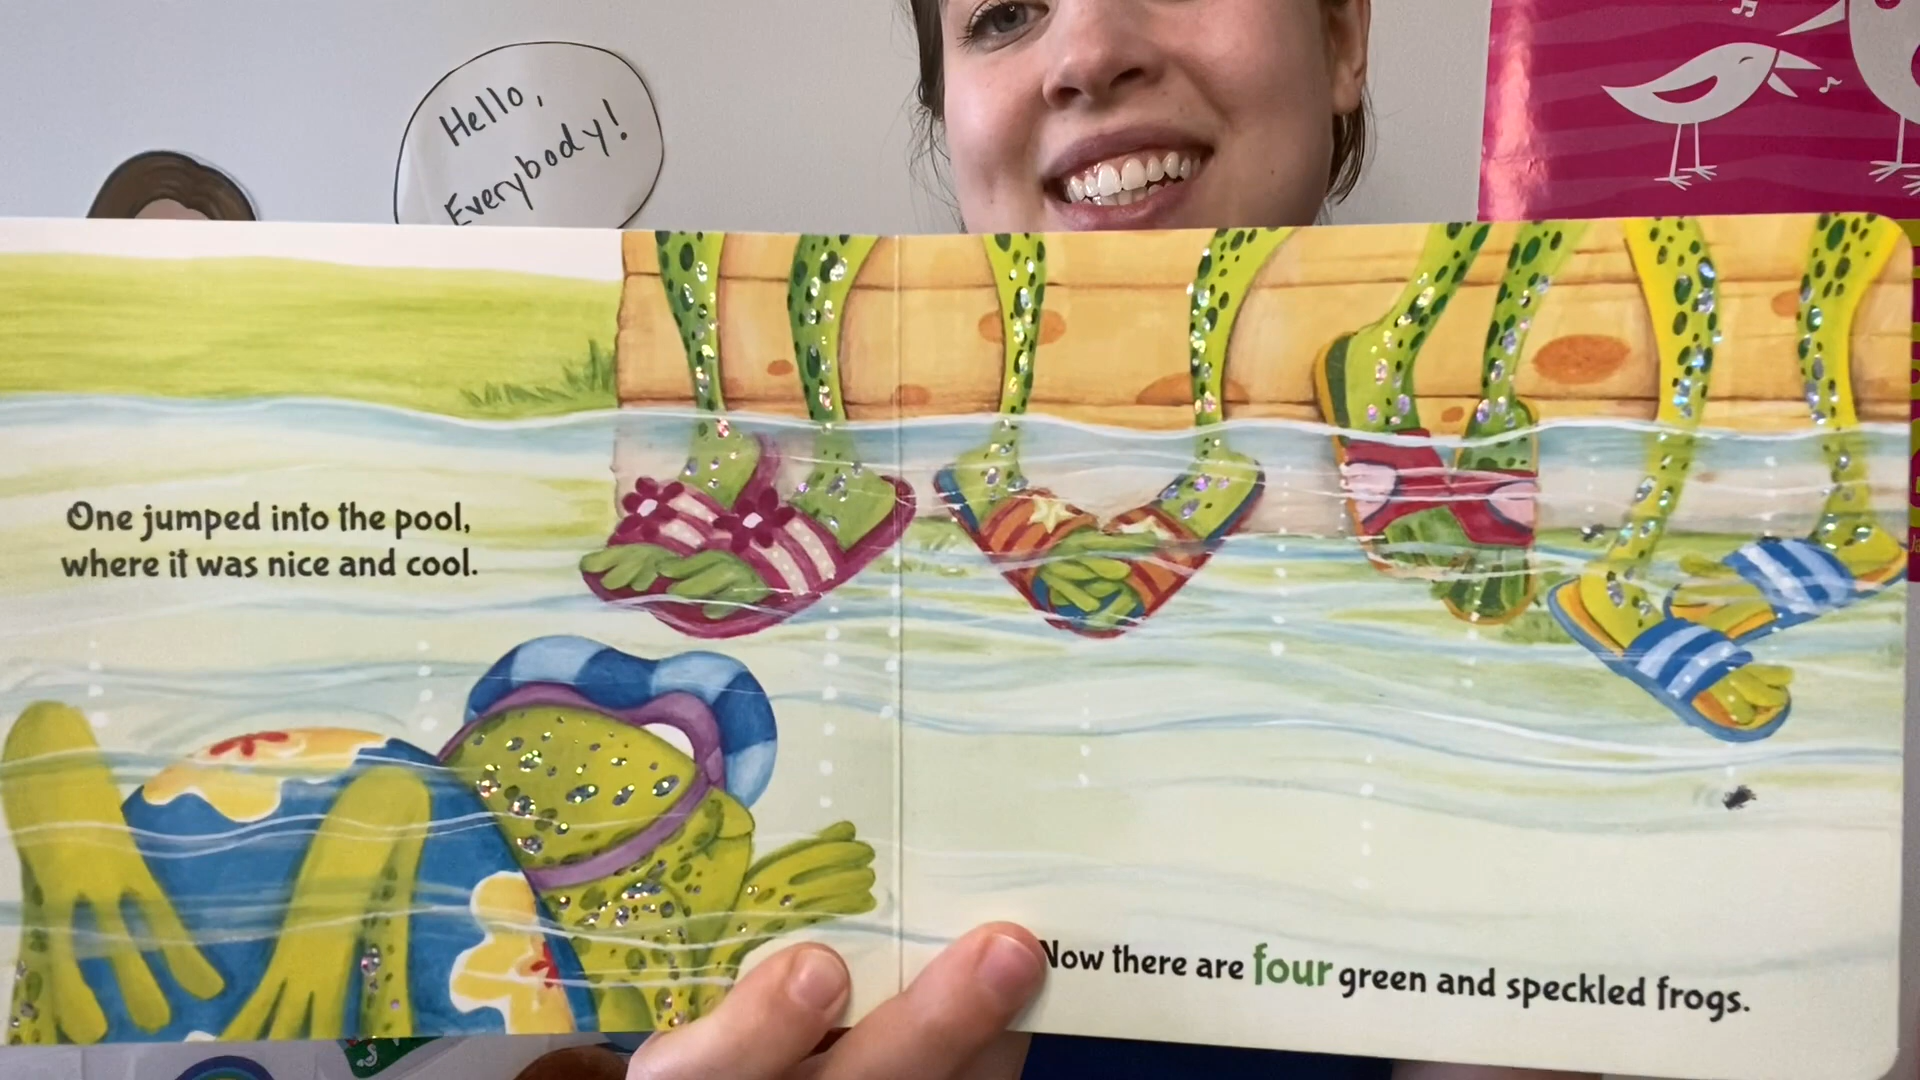 Hello,
Everybody!
One jumped into the pool,
where it was nice and cool.
Now there are four green and speckled frogs.